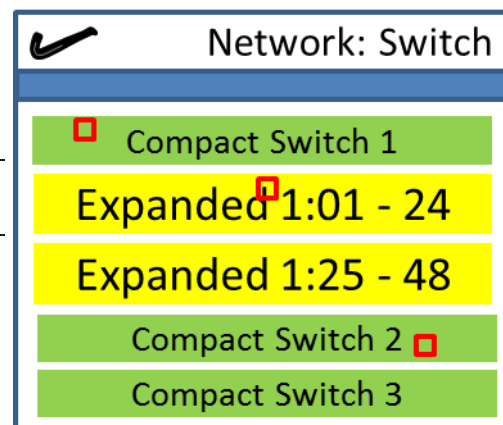 Network: Switch
Compact Switch 1
Expanded 1:01 - 24
Expanded 1:25 - 48
Compact Switch 2
Compact Switch 3